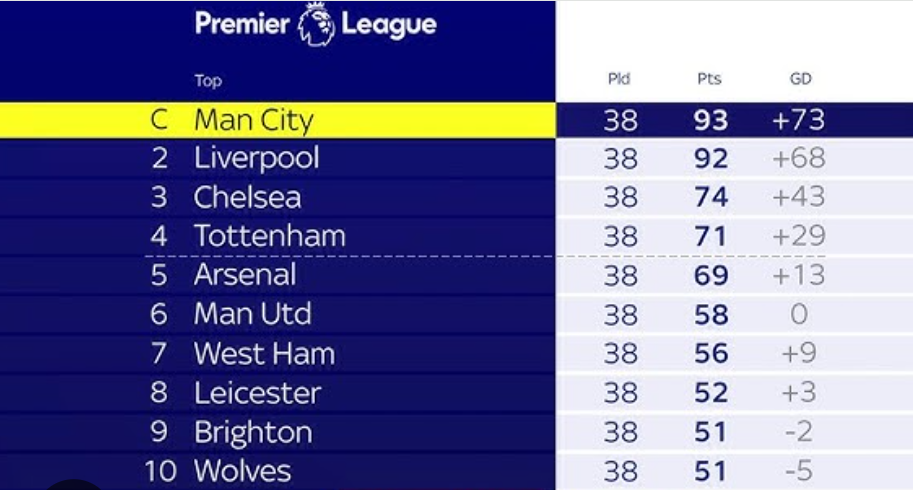 Premier League
Top Pld Pts GD
C Man City 38 93 +73
2 Liverpool 38 92 +68
3 Chelsea 38 74 +43
4 Tottenham 38 71 +29
5 Arsenal 38 69 +13
6 Man Utd 38 58 0
7 West Ham 38 56 +9
8 Leicester 38 52 +3
9 Brighton 38 51 -2
10 Wolves 38 51 -5